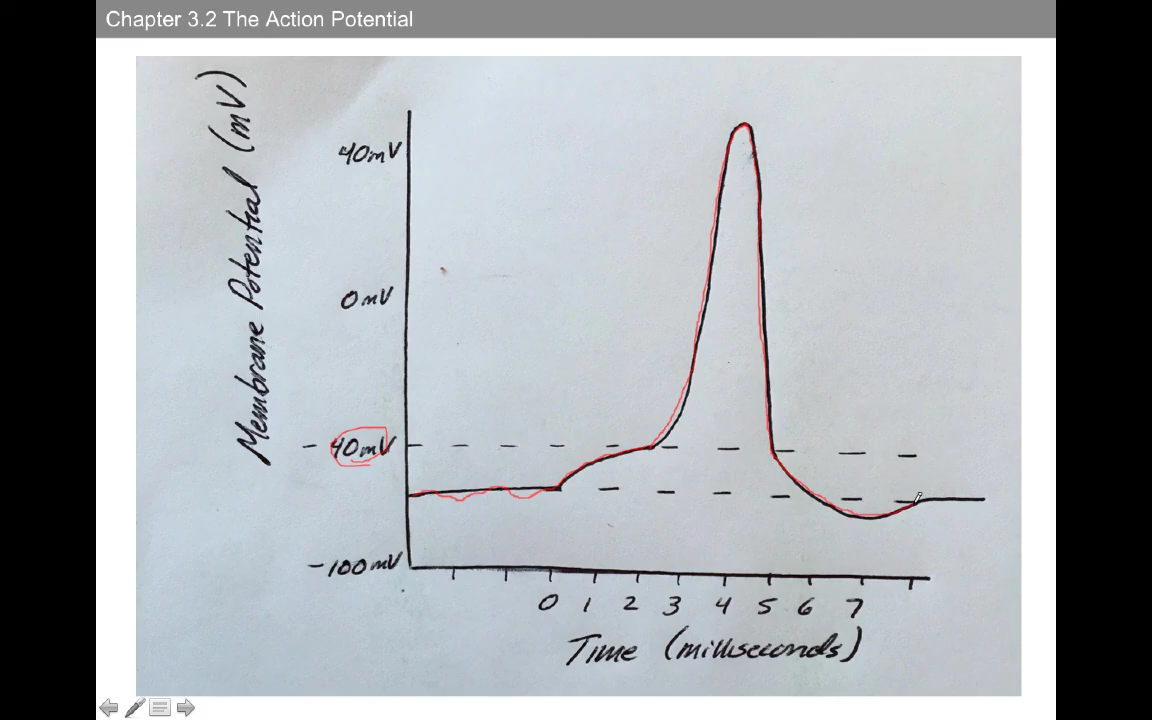 Chapter 3.2 The Action Potential
Membrane Potential (mV)
40mV
0mV
- 40mV
-100mV
0 1 2 3 4 5 6 7
Time (milliseconds)